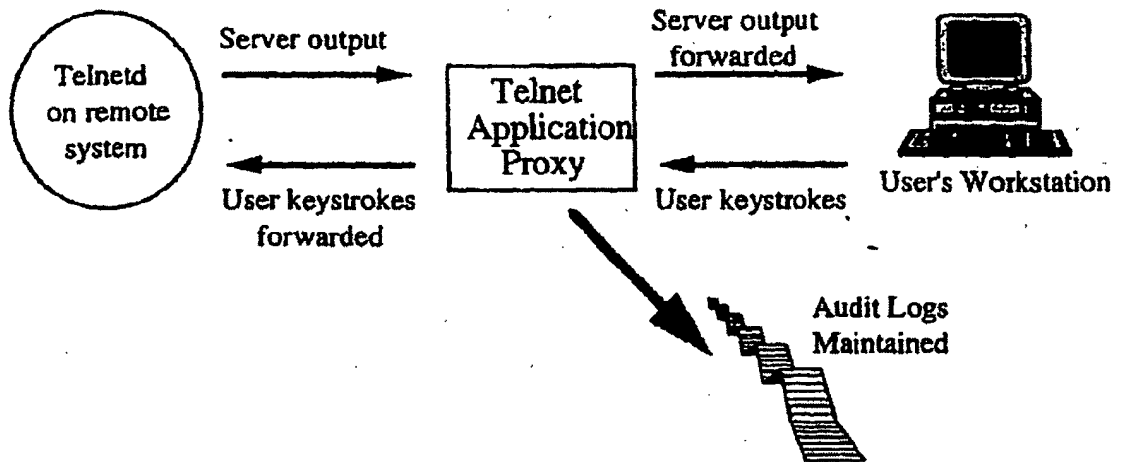 Telnetd
on remote
system
Server output
User keystrokes
forwarded
Telnet
Application
Proxy
Server output
forwarded
User keystrokes
User's Workstation
Audit Logs
Maintained